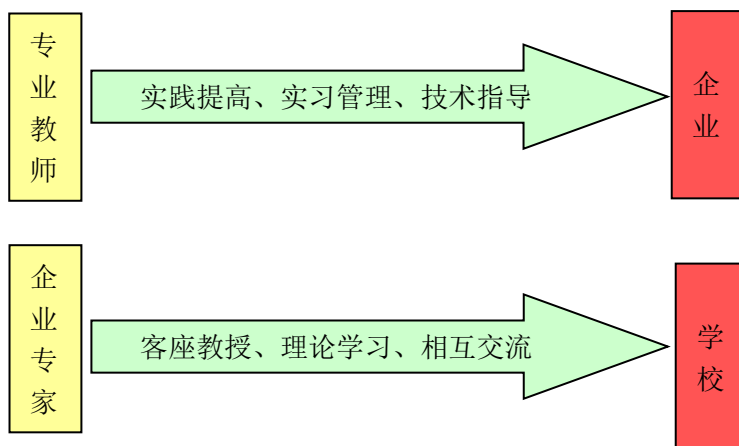 专业教师
实践提高、实习管理、技术指导
企业
企业专家
客座教授、理论学习、相互交流
学校